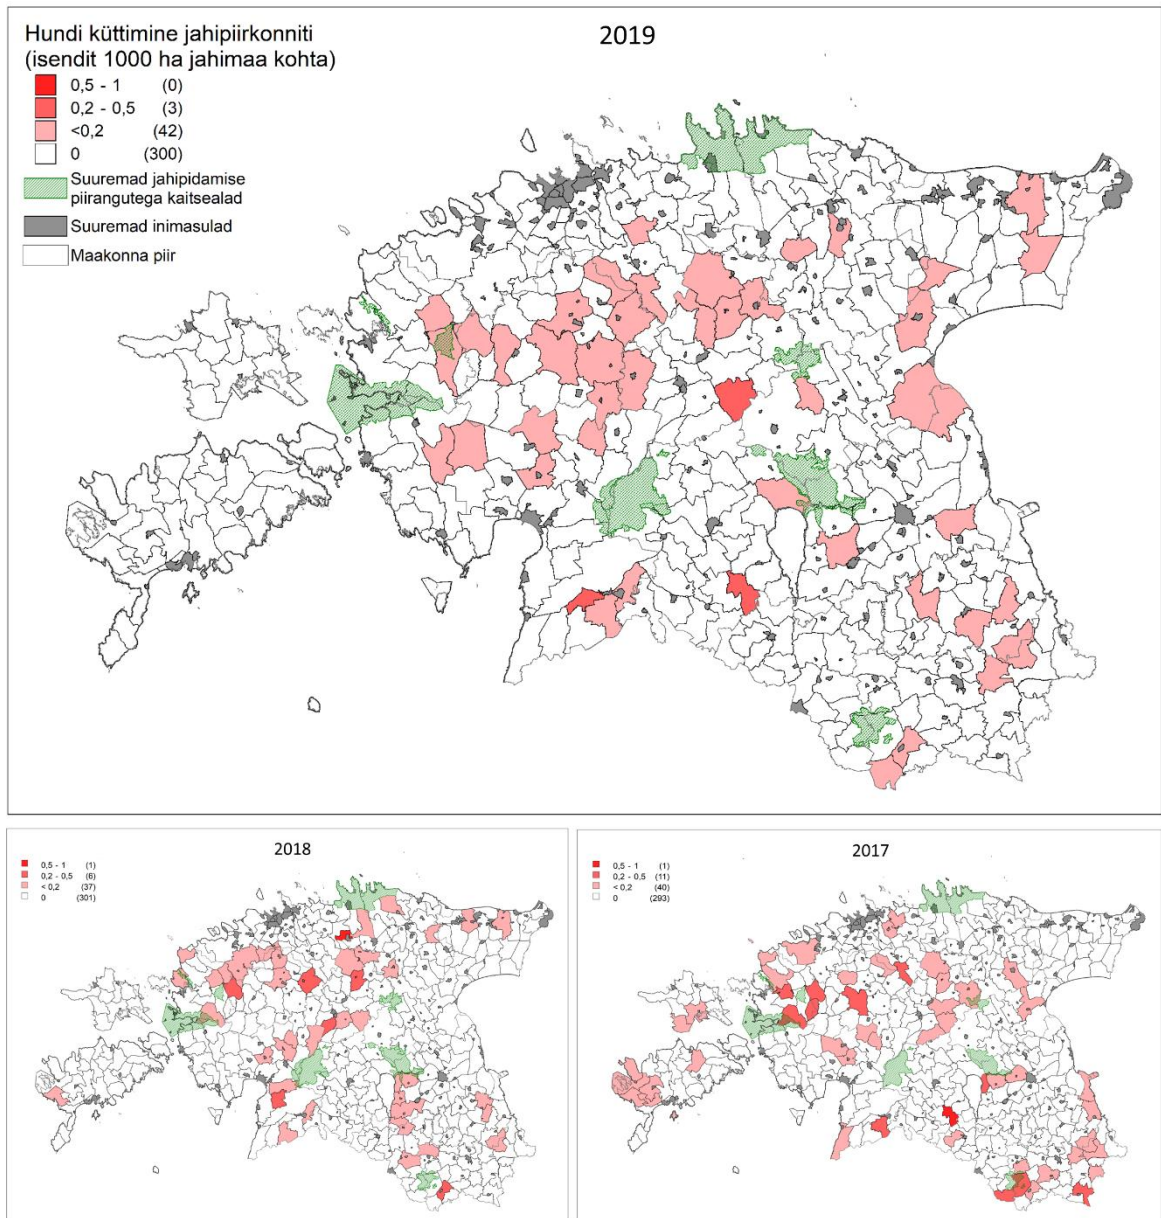 Hundi küttimine jahipiirkonniti
(isendit 1000 ha jahimaa kohta)
2019
0,5 - 1 (0)
0,2 - 0,5 (3)
<0,2 (42)
0 (300)
Suuremad jahipidamise
piirangutega kaitsealad
Suuremad inimasulad
Maakonna piir
2018
0,5 - 1 (1)
0,2 - 0,5 (6)
< 0,2 (37)
0 (301)
2017
0,5 - 1 (1)
0,2 - 0,5 (11)
< 0,2 (40)
0 (293)